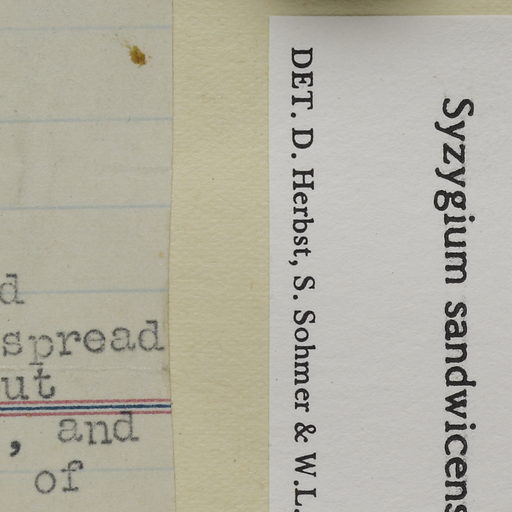 d
spread
ut
, and
of
Syzygium sandwicens
DET. D. Herbst, S. Sohmer & W.L.